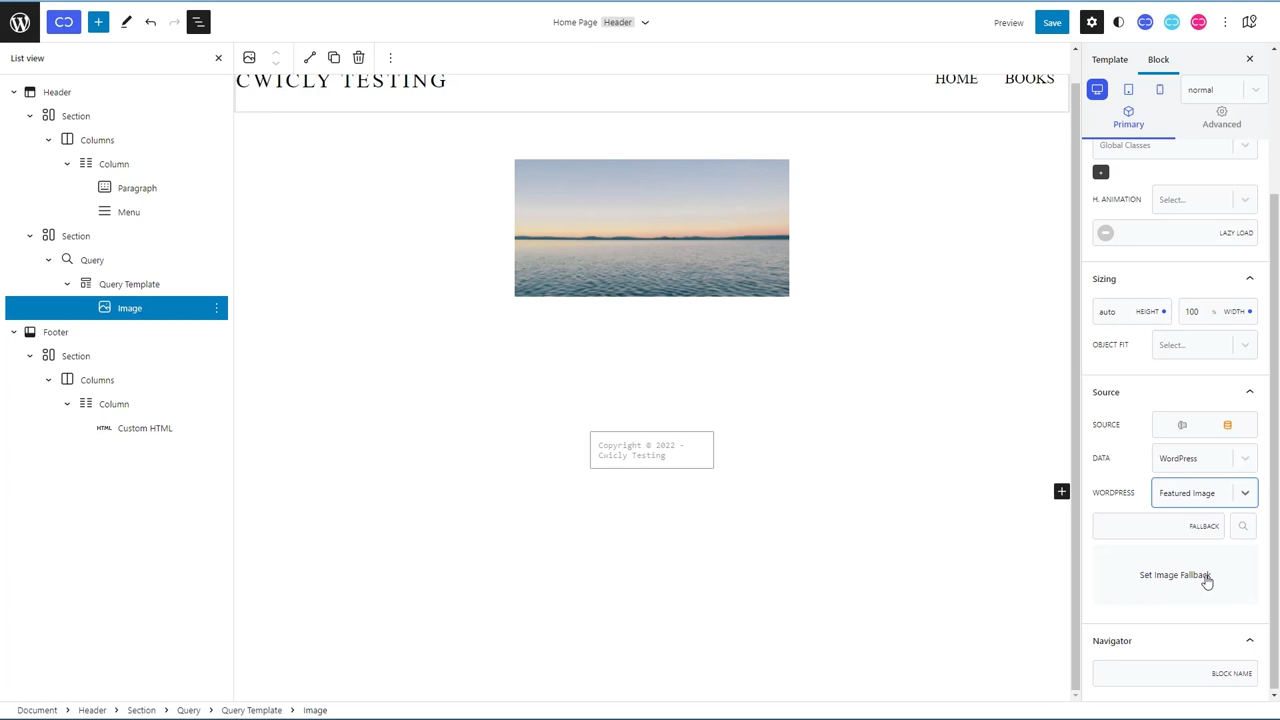 Home Page Header
Preview
Save
List view
Header
Section
Columns
Column
Paragraph
Menu
Section
Query
Query Template
Image
Footer
Section
Columns
Column
HTML Custom HTML
CWICLY TESTING
HOME BOOKS
Copyright © 2022 -
Cwicly Testing
Template Block
normal
Primary Advanced
Global Classes
H. ANIMATION Select...
LAZY LOAD
Sizing
auto HEIGHT 100 % WIDTH
OBJECT FIT Select...
Source
SOURCE
DATA WordPress
WORDPRESS Featured Image
FALLBACK
Set Image Fallback
Navigator
BLOCK NAME
Document > Header > Section > Query > Query Template > Image